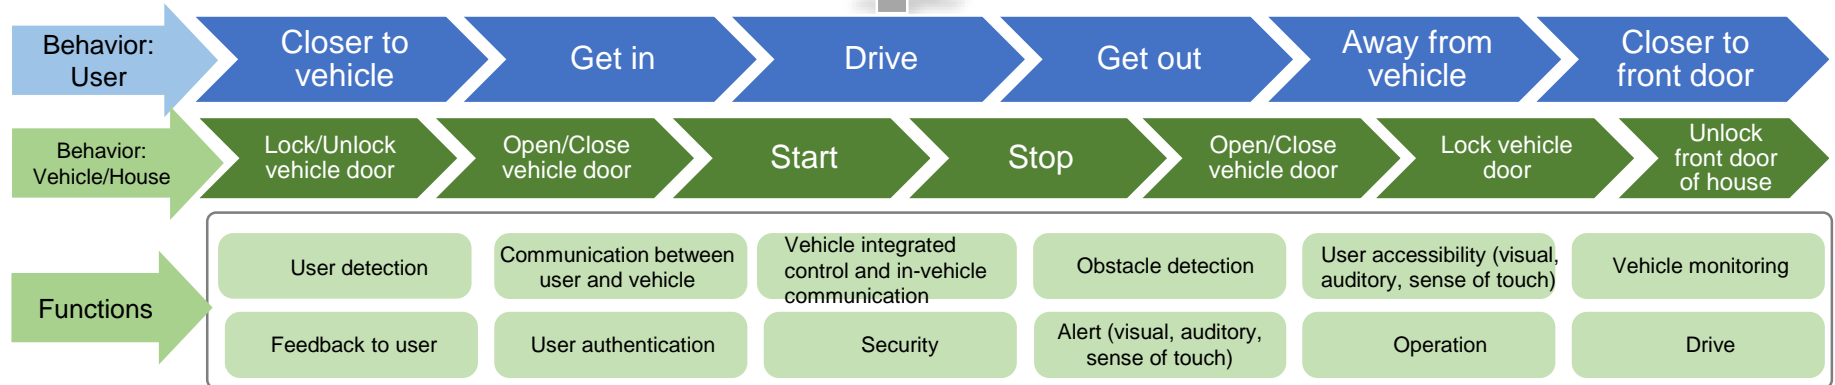 Behavior:
User
Closer to
vehicle
Get in
Drive
Get out
Away from
vehicle
Closer to
front door
Behavior:
Vehicle/House
Lock/Unlock
vehicle door
Open/Close
vehicle door
Start
Stop
Open/Close
vehicle door
Lock vehicle
door
Unlock
front door
of house
Functions
User detection
Communication between
user and vehicle
Vehicle integrated
control and in-vehicle
communication
Obstacle detection
User accessibility (visual,
auditory, sense of touch)
Vehicle monitoring
Feedback to user
User authentication
Security
Alert (visual, auditory,
sense of touch)
Operation
Drive